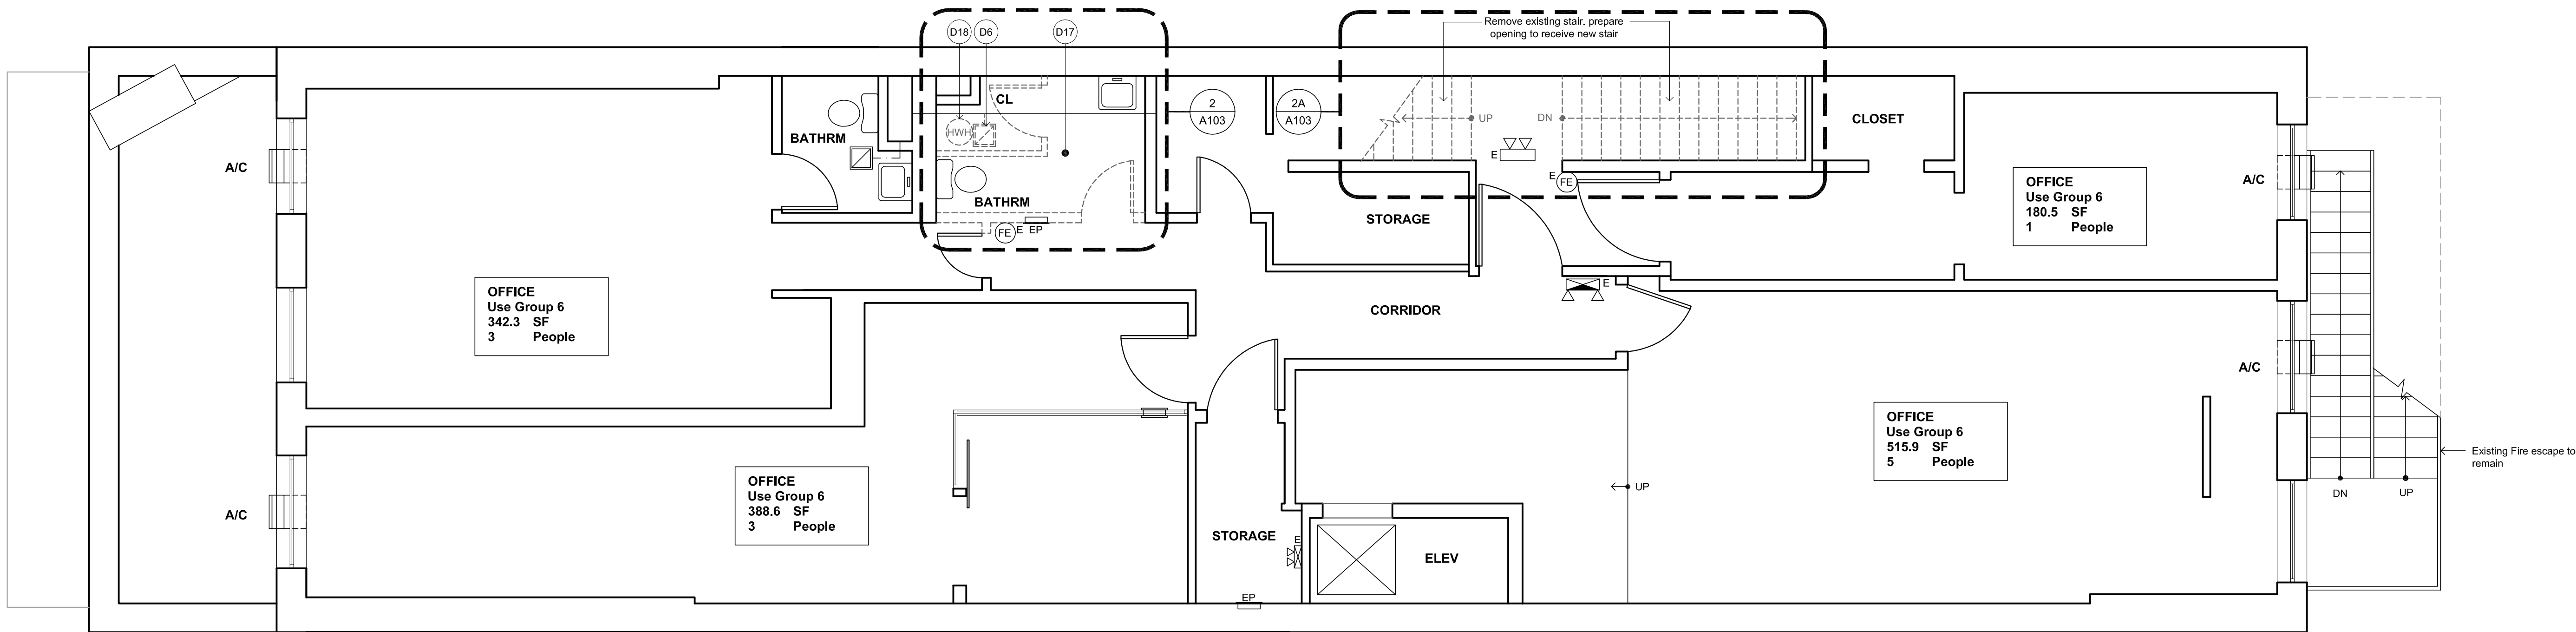 Remove existing stair, prepare
opening to receive new stair
D18
D6
D17
CL
2
A103
2A
A103
HWH
UP
DN
CLOSET
BATHRM
E
A/C
E
FE
OFFICE
Use Group 6
180.5 SF
1 People
A/C
BATHRM
STORAGE
FE
E
EP
OFFICE
Use Group 6
342.3 SF
3 People
E
CORRIDOR
A/C
OFFICE
Use Group 6
515.9 SF
5 People
Existing Fire escape to
remain
OFFICE
Use Group 6
388.6 SF
3 People
UP
DN
UP
A/C
STORAGE
E
ELEV
EP